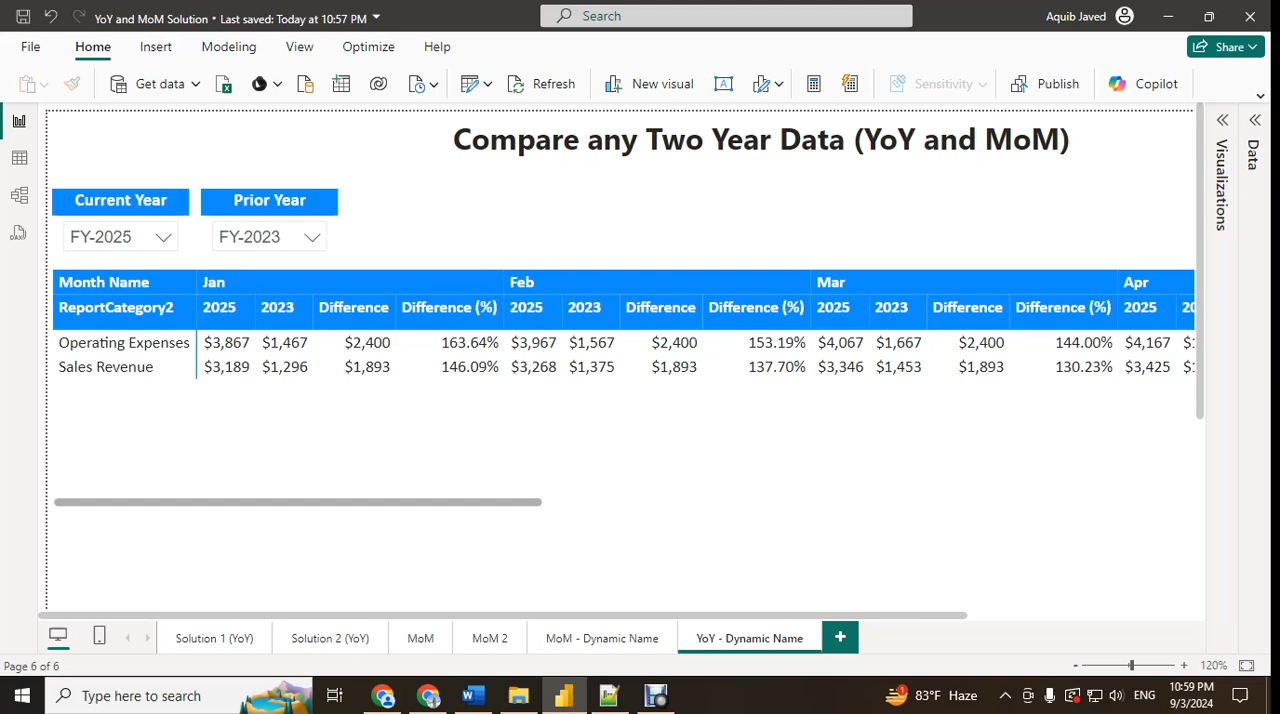 YoY and MoM Solution • Last saved: Today at 10:57 PM
Search
Aquib Javed
File Home Insert Modeling View Optimize Help
Share
Get data
Refresh
New visual
Sensitivity
Publish
Copilot
Compare any Two Year Data (YoY and MoM)
Current Year Prior Year
FY-2025 FY-2023
Month Name Jan Feb Mar Apr
ReportCategory2 2025 2023 Difference Difference (%) 2025 2023 Difference Difference (%) 2025 2023 Difference Difference (%) 2025
Operating Expenses $3,867 $1,467 $2,400 163.64% $3,967 $1,567 $2,400 153.19% $4,067 $1,667 $2,400 144.00% $4,167
Sales Revenue $3,189 $1,296 $1,893 146.09% $3,268 $1,375 $1,893 137.70% $3,346 $1,453 $1,893 130.23% $3,425
Visualizations
Data
Solution 1 (YoY) Solution 2 (YoY) MoM MoM 2 MoM - Dynamic Name YoY - Dynamic Name +
Page 6 of 6
- + 120%
Type here to search
83°F Haze
ENG
10:59 PM
9/3/2024